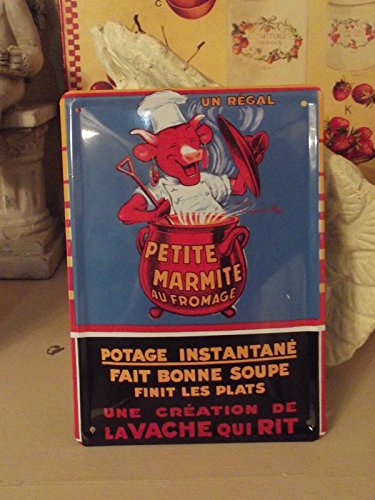 UN RÉGAL
PETITE
MARMITE
AU FROMAGE
POTAGE INSTANTANÉ
FAIT BONNE SOUPE
FINIT LES PLATS
UNE CRÉATION DE
LA VACHE QUI RIT